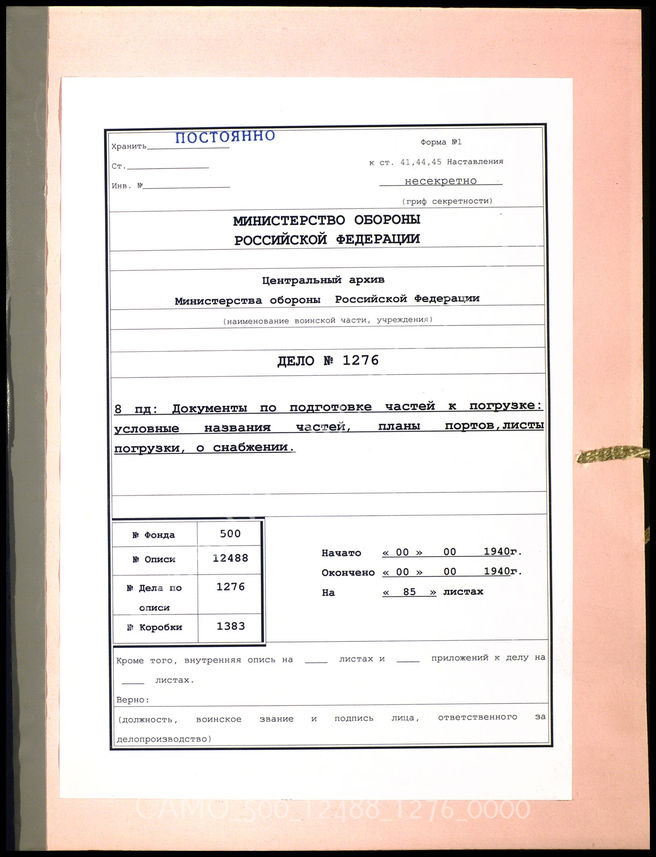 Хранить ПОСТОЯННО
Форма №1
Ст.
к ст. 41,44,45 Наставления
Инв. №
несекретно
(гриф секретности)
МИНИСТЕРСТВО ОБОРОНЫ
РОССИЙСКОЙ ФЕДЕРАЦИИ
Центральный архив
Министерства обороны Российской Федерации
(наименование воинской части, учреждения)
ДЕЛО № 1276
8 пд: Документы по подготовке частей к погрузке:
условные названия частей, планы портов,листы
погрузки, о снабжении.
№ Фонда 500
№ Описи 12488
№ Дела по 1276
описи
№ Коробки 1383
Начато « 00 » 00 1940г.
Окончено « 00 » 00 1940г.
На « 85 » листах
Кроме того, внутренняя опись на ____ листах и ____ приложений к делу на
____ листах.
Верно:
(должность, воинское звание и подпись лица, ответственного за
делопроизводство)
CAMO_500_12488_1276_0000